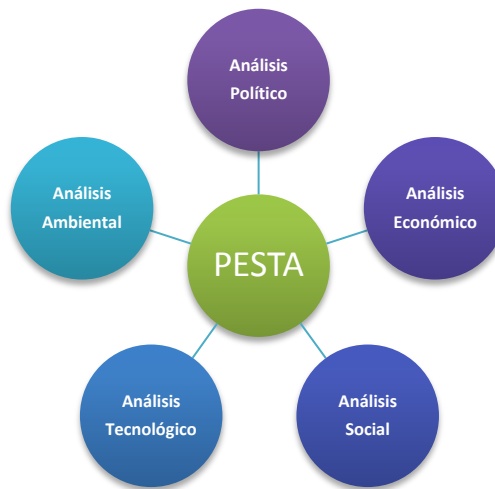 Análisis
Político
Análisis
Económico
Análisis
Social
Análisis
Tecnológico
Análisis
Ambiental
PESTA